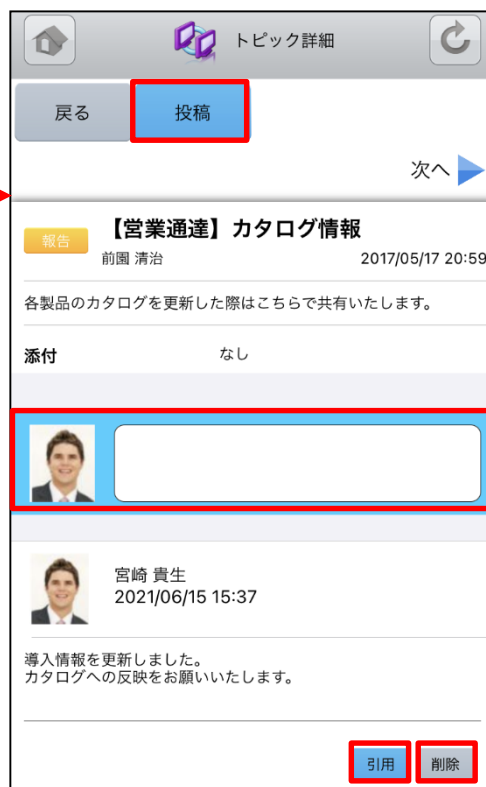 トピック詳細
戻る
投稿
次へ
報告
【営業通達】カタログ情報
前園 清治
2017/05/17 20:59
各製品のカタログを更新した際はこちらで共有いたします。
添付
なし
宮崎 貴生
2021/06/15 15:37
導入情報を更新しました。
カタログへの反映をお願いいたします。
引用
削除